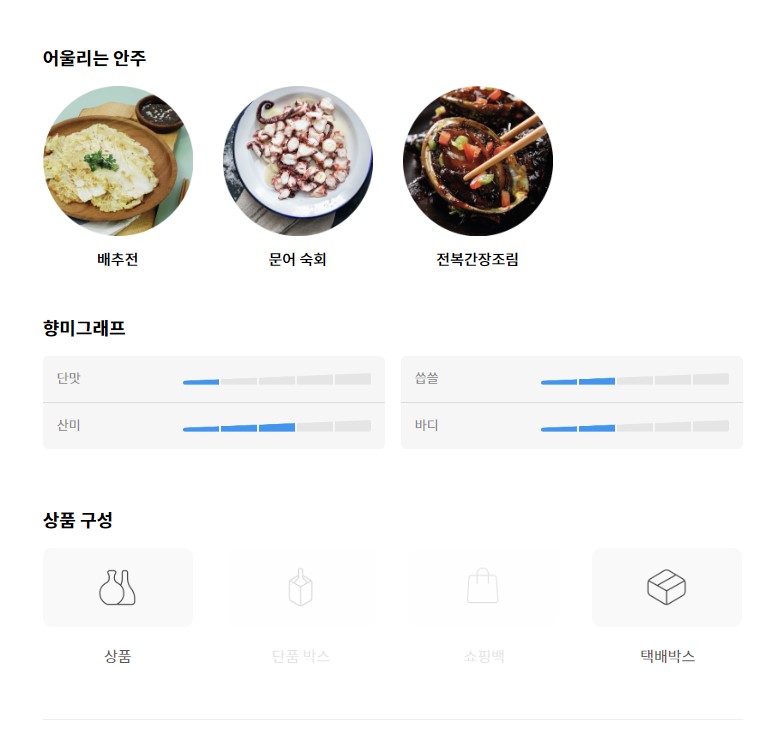 어울리는 안주
배추전 문어 숙회 전복간장조림
향미그래프
단맛 씁쓸
산미 바디
상품 구성
상품 단품 박스 쇼핑백 택배박스